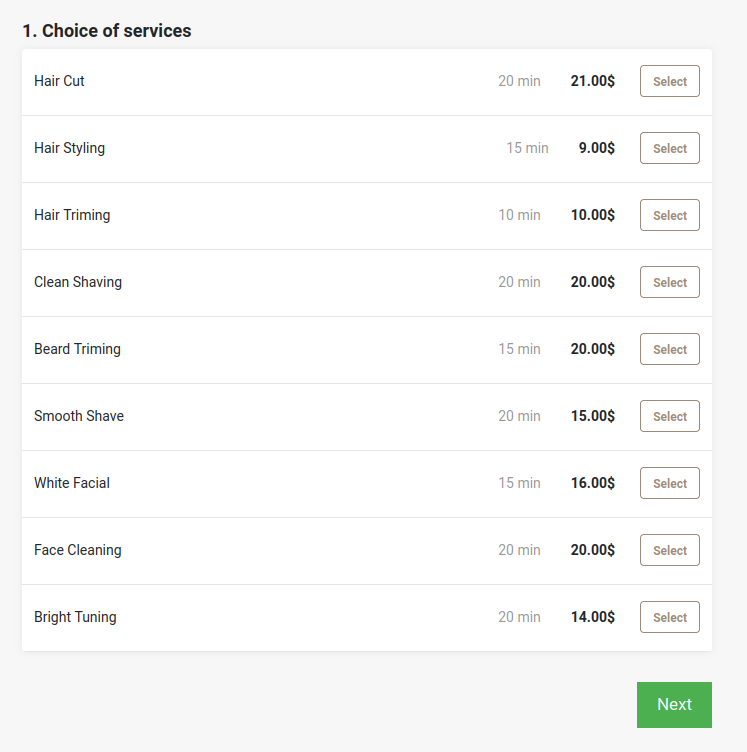 1. Choice of services
Hair Cut 20 min 21.00$ Select
Hair Styling 15 min 9.00$ Select
Hair Triming 10 min 10.00$ Select
Clean Shaving 20 min 20.00$ Select
Beard Triming 15 min 20.00$ Select
Smooth Shave 20 min 15.00$ Select
White Facial 15 min 16.00$ Select
Face Cleaning 20 min 20.00$ Select
Bright Tuning 20 min 14.00$ Select
Next